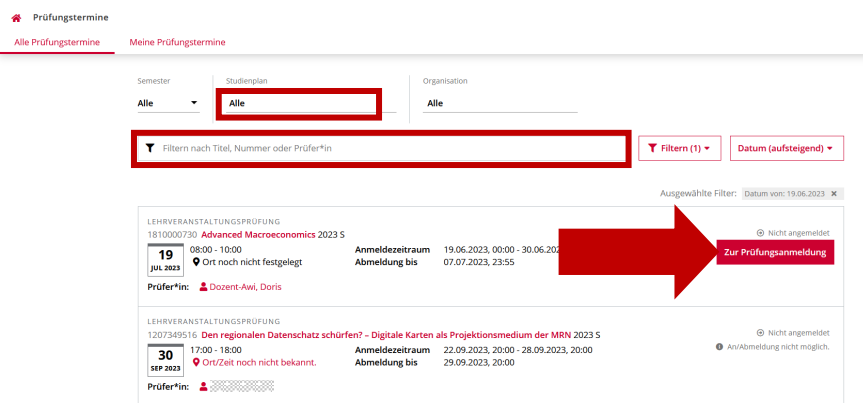 Prüfungstermine
Alle Prüfungstermine Meine Prüfungstermine
Semester Studienplan Organisation
Alle Alle Alle
Filtern nach Titel, Nummer oder Prüfer*in Filtern (1) Datum (aufsteigend)
Ausgewählte Filter: Datum von: 19.06.2023 ×
LEHRVERANSTALTUNGSPRÜFUNG
1810000730 Advanced Macroeconomics 2023 S Nicht angemeldet
19 08:00 - 10:00 Anmeldezeitraum 19.06.2023, 00:00 - 30.06.202 Zur Prüfungsanmeldung
JUL 2023 Ort noch nicht festgelegt Abmeldung bis 07.07.2023, 23:55
Prüfer*in: Dozent-Awi, Doris
LEHRVERANSTALTUNGSPRÜFUNG
1207349516 Den regionalen Datenschatz schürfen? – Digitale Karten als Projektionsmedium der MRN 2023 S Nicht angemeldet
30 17:00 - 18:00 Anmeldezeitraum 22.09.2023, 20:00 - 28.09.2023, 20:00 An/Abmeldung nicht möglich.
SEP 2023 Ort/Zeit noch nicht bekannt. Abmeldung bis 29.09.2023, 20:00
Prüfer*in: